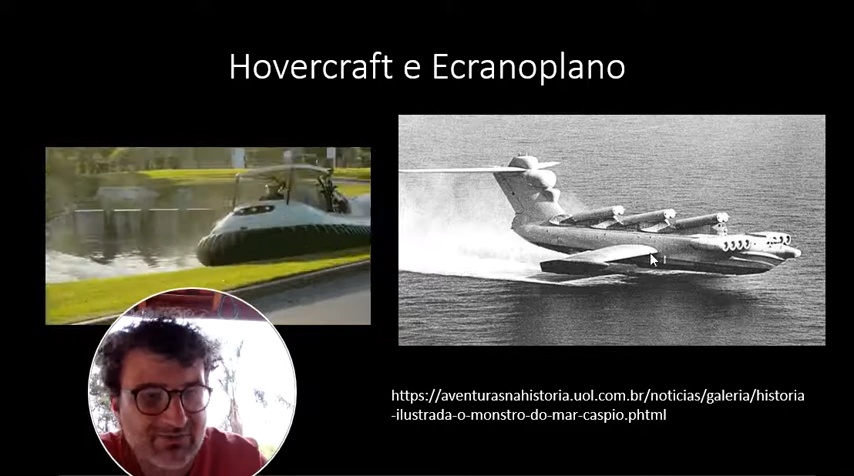 Hovercraft e Ecranoplano
https://aventurasnahistoria.uol.com.br/noticias/galeria/historia
-ilustrada-o-monstro-do-mar-caspio.phtml